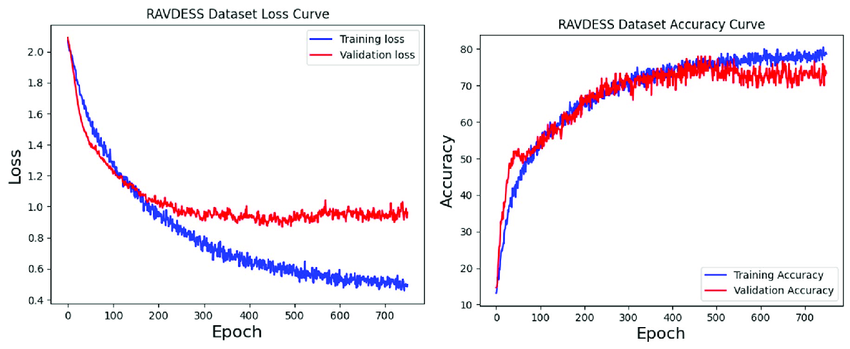 RAVDESS Dataset Loss Curve
Training loss
Validation loss
2.0
1.8
1.6
1.4
1.2
1.0
0.8
0.6
0.4
Loss
0 100 200 300 400 500 600 700
Epoch
RAVDESS Dataset Accuracy Curve
80
70
60
50
40
30
20
10
Accuracy
Training Accuracy
Validation Accuracy
0 100 200 300 400 500 600 700
Epoch